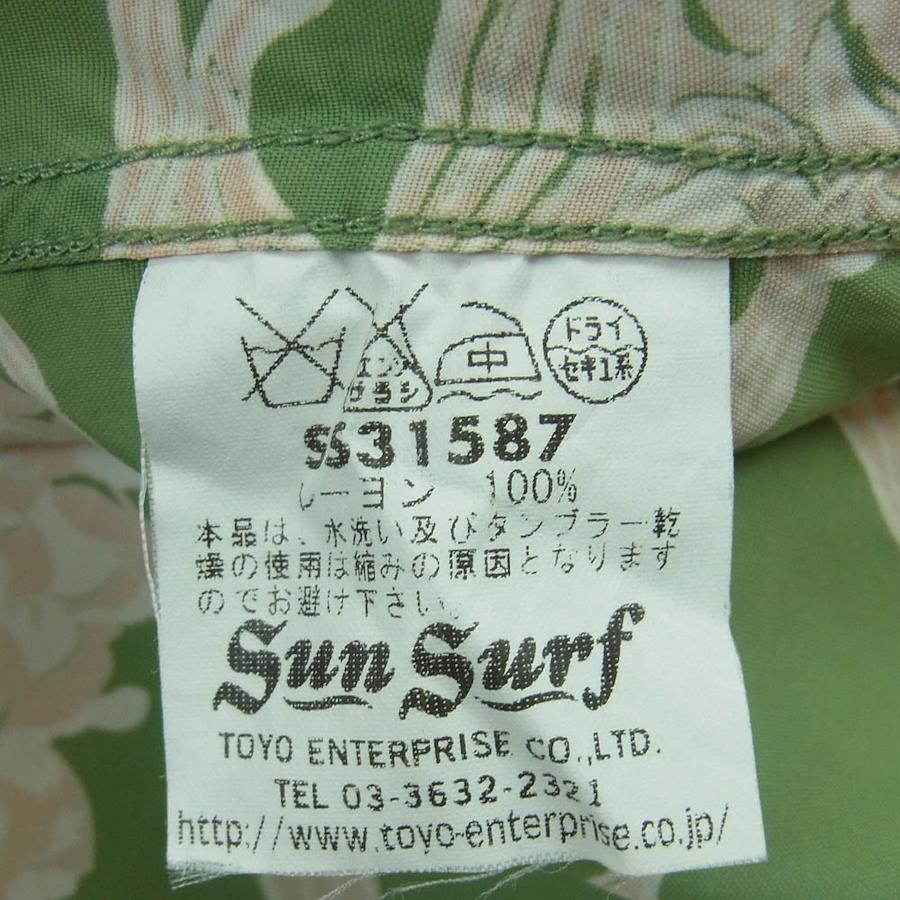 エンソ
サラシ
中
ドライ
セキユ系
SS31587
レーヨン 100%
本品は、水洗い及びタンブラー乾
燥の使用は縮みの原因となります
のでお避け下さい。
Sun Surf
TOYO ENTERPRISE CO.,LTD.
TEL 03-3632-2321
http://www.toyo-enterprise.co.jp/